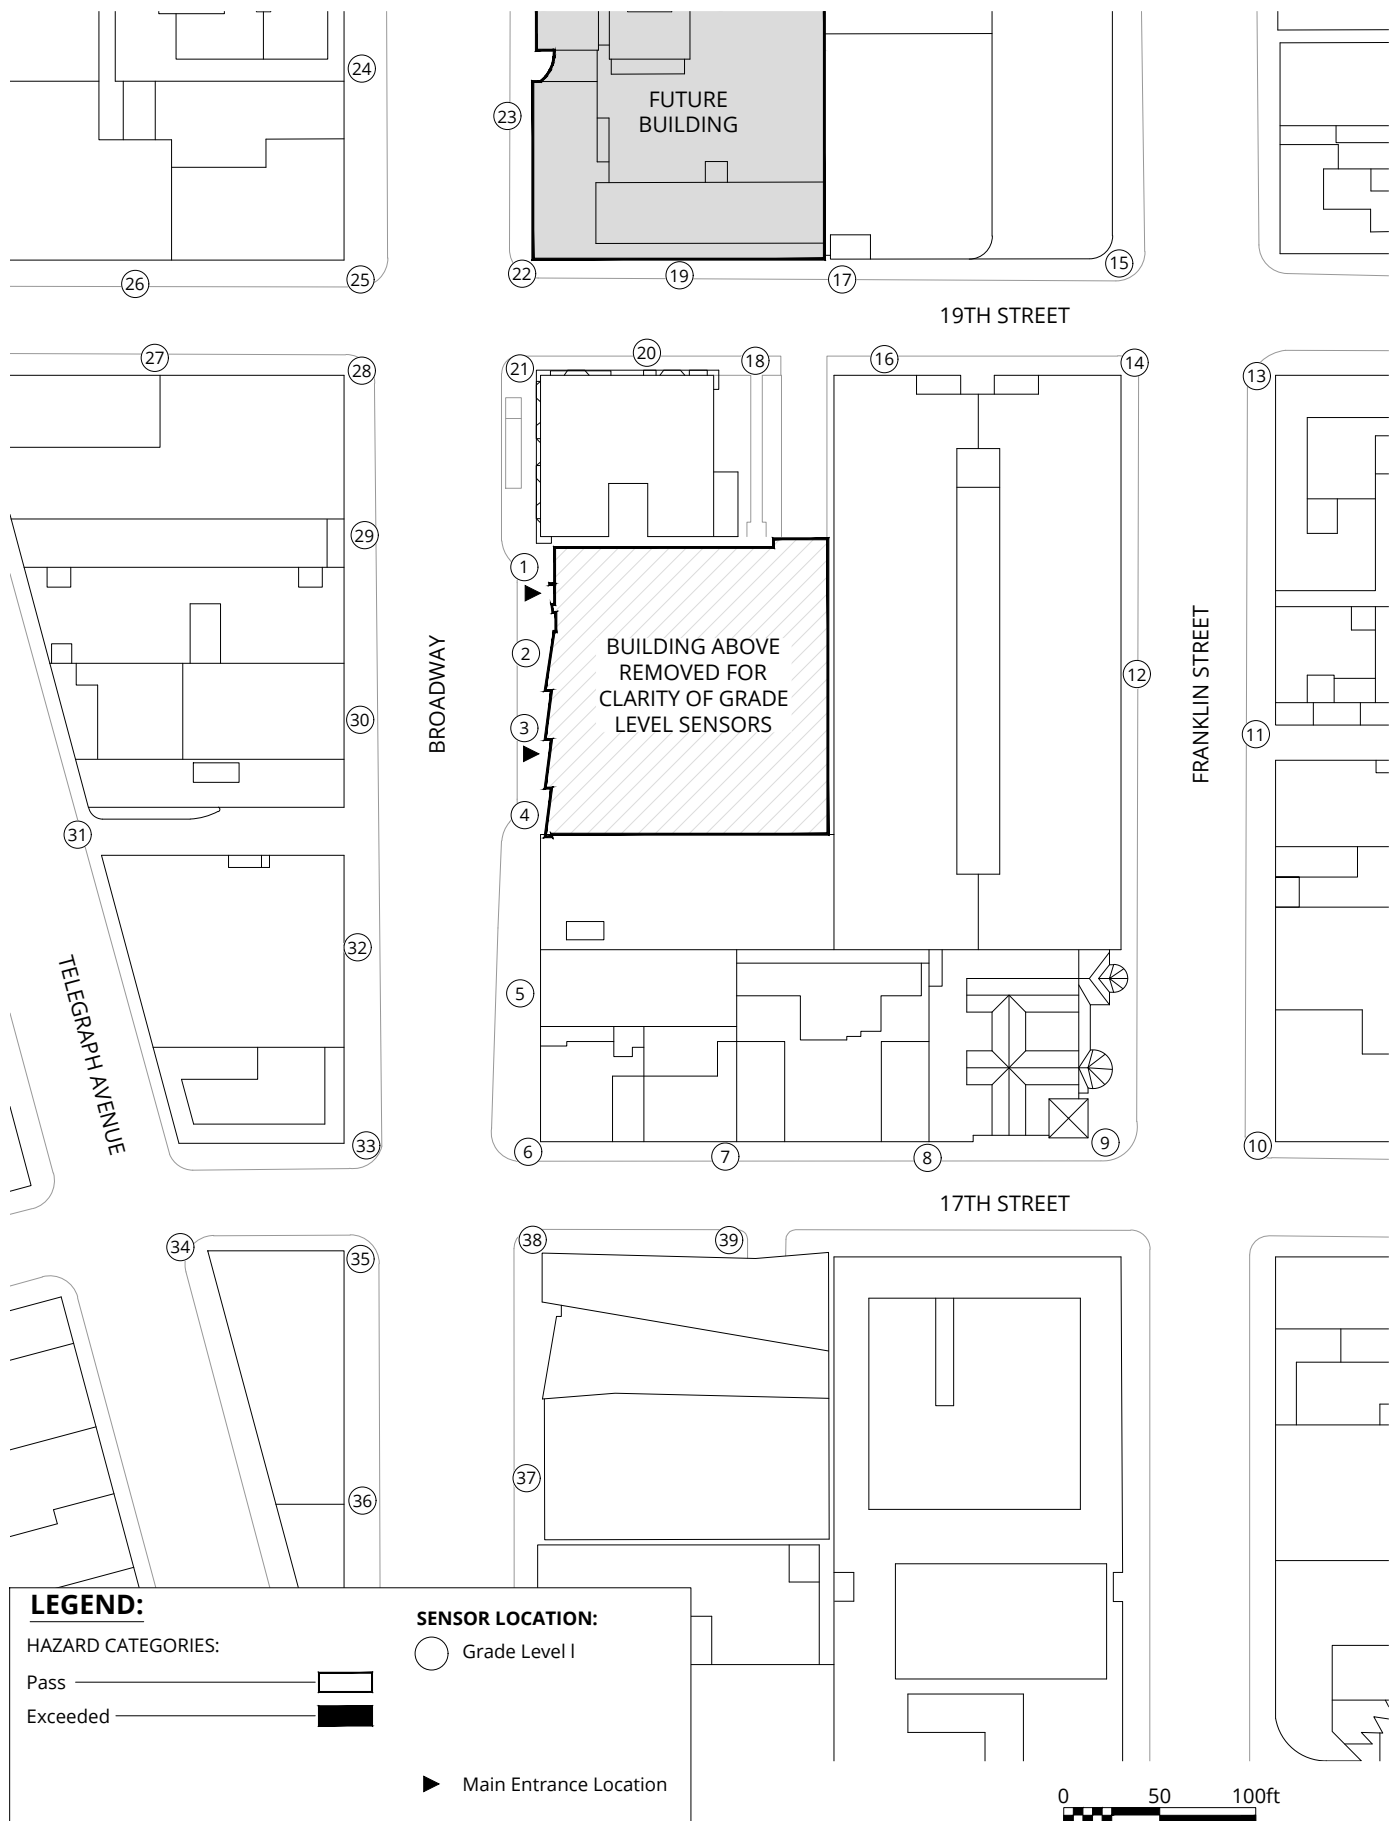 24
23
FUTURE
BUILDING
26
25
22
19
17
15
19TH STREET
27
28
21
20
18
16
14
13
29
1
2
BUILDING ABOVE
REMOVED FOR
CLARITY OF GRADE
LEVEL SENSORS
BROADWAY
FRANKLIN STREET
12
30
3
11
31
4
32
5
TELEGRAPH AVENUE
33
6
7
8
9
10
17TH STREET
34
35
38
39
36
37
LEGEND:
HAZARD CATEGORIES:
Pass
Exceeded
SENSOR LOCATION:
Grade Level l
Main Entrance Location
0 50 100ft